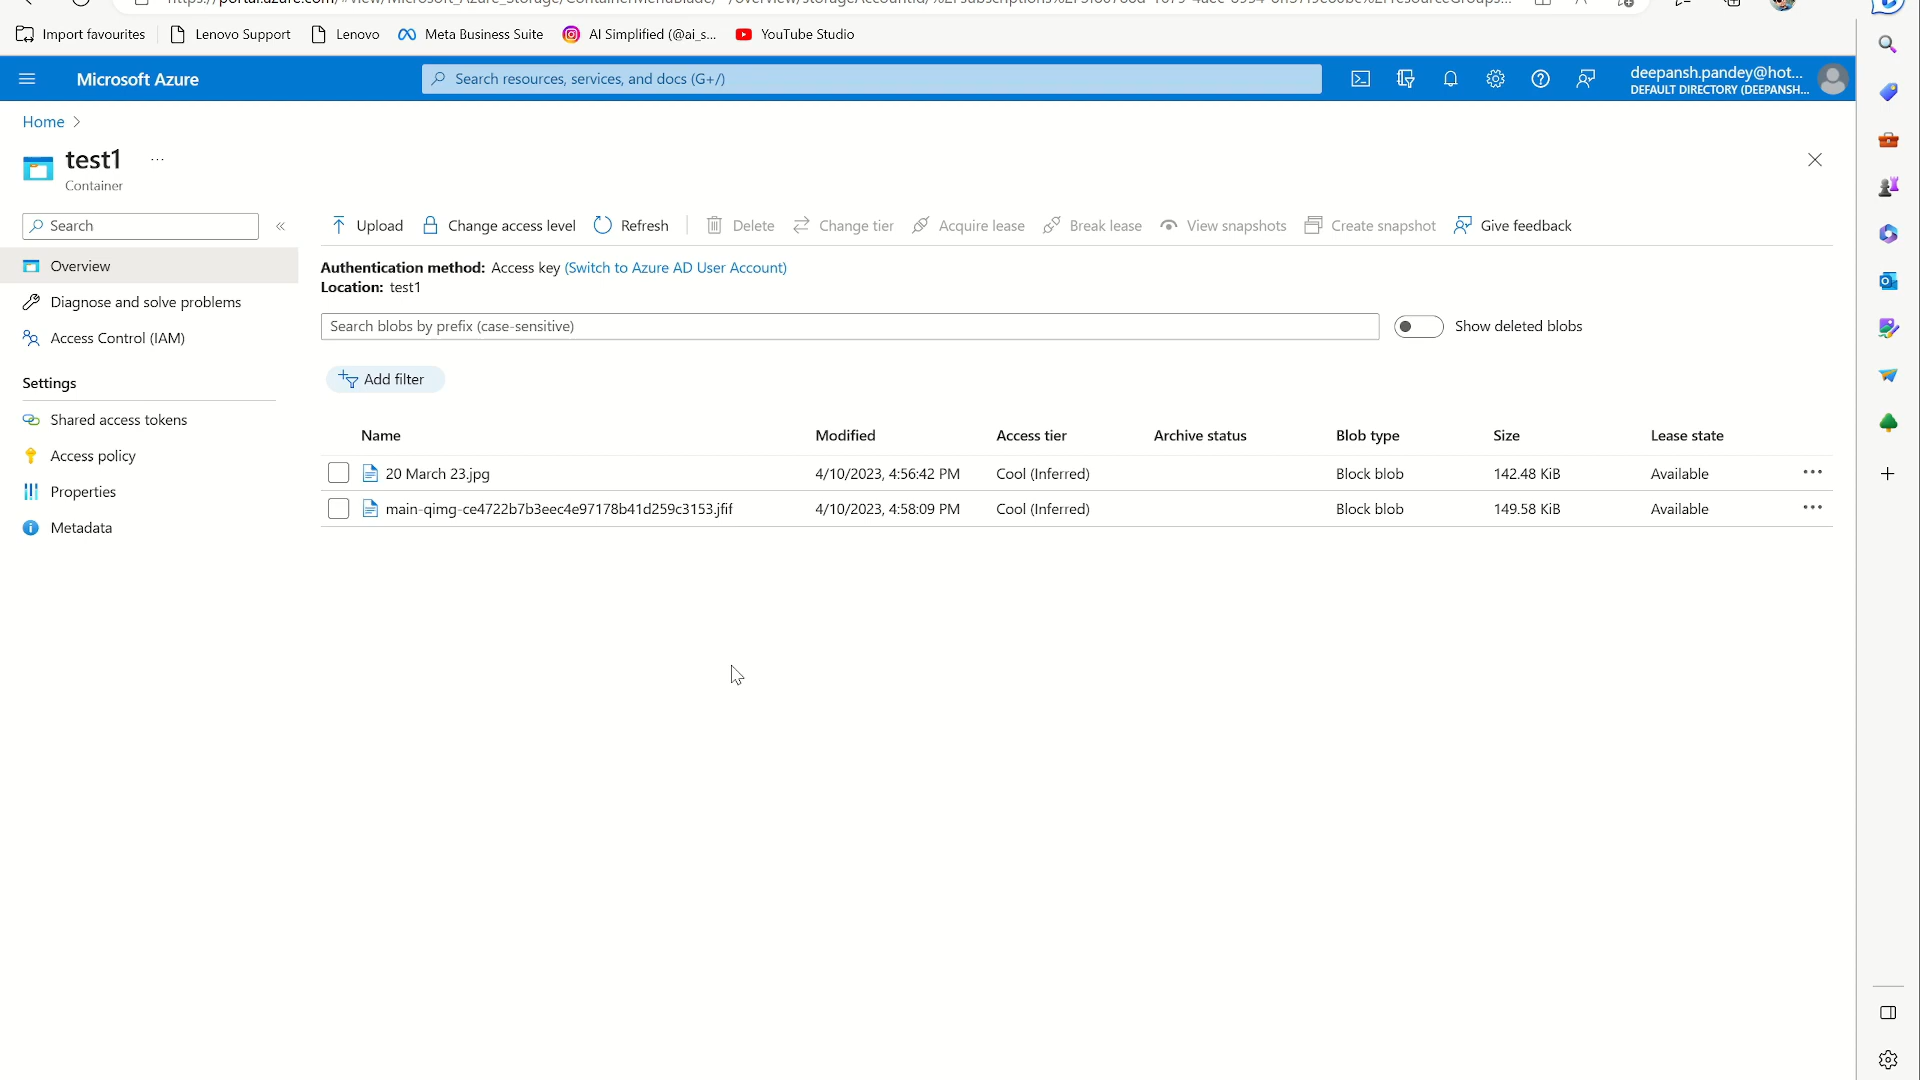 Import favourites Lenovo Support Lenovo Meta Business Suite AI Simplified (@ai_s... YouTube Studio
Microsoft Azure Search resources, services, and docs (G+/) deepansh.pandey@hot...
DEFAULT DIRECTORY (DEEPANSH...
Home
test1 ...
Container
Search « Upload Change access level Refresh Delete Change tier Acquire lease Break lease View snapshots Create snapshot Give feedback
Overview
Authentication method: Access key (Switch to Azure AD User Account)
Location: test1
Diagnose and solve problems
Search blobs by prefix (case-sensitive) Show deleted blobs
Access Control (IAM)
Add filter
Settings
Shared access tokens
Access policy
Properties
Metadata
Name Modified Access tier Archive status Blob type Size Lease state
20 March 23.jpg 4/10/2023, 4:56:42 PM Cool (Inferred) Block blob 142.48 KiB Available ...
main-qimg-ce4722b7b3eec4e97178b41d259c3153.jfif 4/10/2023, 4:58:09 PM Cool (Inferred) Block blob 149.58 KiB Available ...